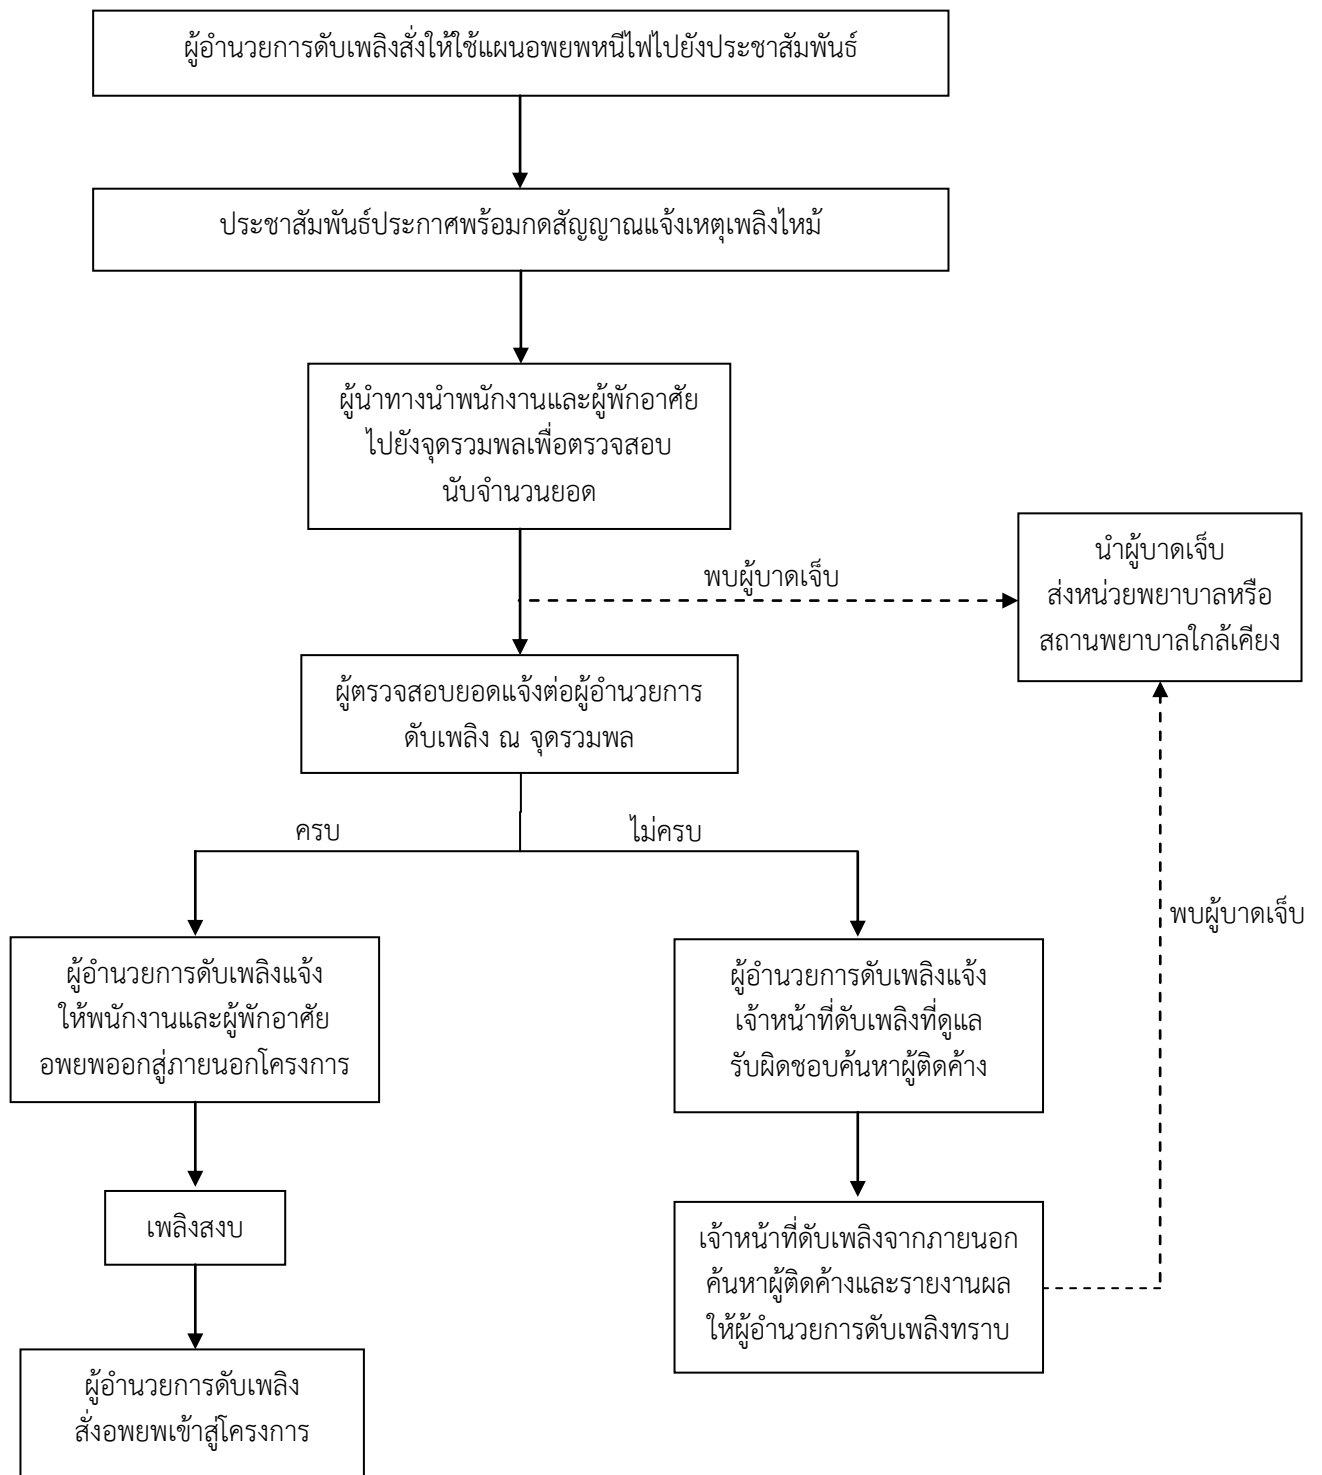 ผู้อำนวยการดับเพลิงสั่งให้ใช้แผนอพยพหนีไฟไปยังประชาสัมพันธ์
ประชาสัมพันธ์ประกาศพร้อมกดสัญญาณแจ้งเหตุเพลิงไหม้
ผู้นำทางนำพนักงานและผู้พักอาศัย
ไปยังจุดรวมพลเพื่อตรวจสอบ
นับจำนวนยอด
พบผู้บาดเจ็บ
นำผู้บาดเจ็บ
ส่งหน่วยพยาบาลหรือ
สถานพยาบาลใกล้เคียง
ผู้ตรวจสอบยอดแจ้งต่อผู้อำนวยการ
ดับเพลิง ณ จุดรวมพล
ครบ
ไม่ครบ
พบผู้บาดเจ็บ
ผู้อำนวยการดับเพลิงแจ้ง
ให้พนักงานและผู้พักอาศัย
อพยพออกสู่ภายนอกโครงการ
ผู้อำนวยการดับเพลิงแจ้ง
เจ้าหน้าที่ดับเพลิงที่ดูแล
รับผิดชอบค้นหาผู้ติดค้าง
เพลิงสงบ
เจ้าหน้าที่ดับเพลิงจากภายนอก
ค้นหาผู้ติดค้างและรายงานผล
ให้ผู้อำนวยการดับเพลิงทราบ
ผู้อำนวยการดับเพลิง
สั่งอพยพเข้าสู่โครงการ